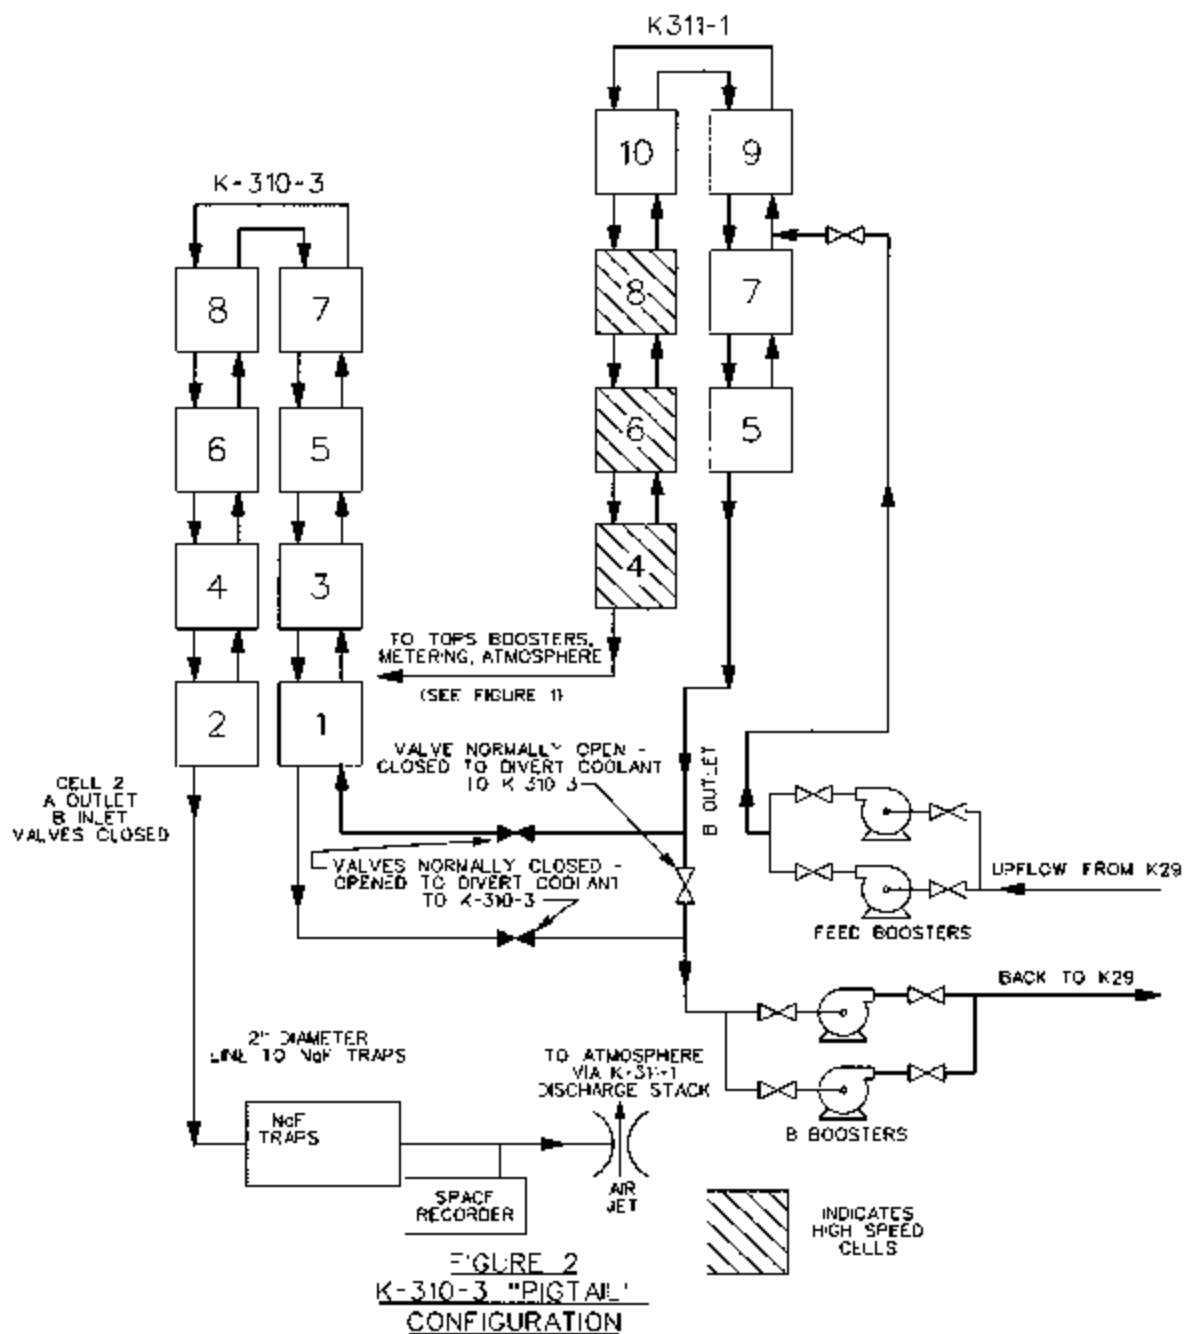 K311-1
10
9
K-310-3
8
7
8
7
6
5
6
5
4
3
4
TO TOPS BOOSTERS,
METERING, ATMOSPHERE
(SEE FIGURE 1)
2
1
VALVE NORMALLY OPEN -
CLOSED TO DIVERT COOLANT
TO K-310-3
B OUTLET
CELL 2
A OUTLET
B INLET
VALVES CLOSED
VALVES NORMALLY CLOSED -
OPENED TO DIVERT COOLANT
TO K-310-3
UPFLOW FROM K29
FEED BOOSTERS
BACK TO K29
2" DIAMETER
LINE TO NaF TRAPS
TO ATMOSPHERE
VIA K-311-1
DISCHARGE STACK
B BOOSTERS
NaF
TRAPS
AIR
JET
SPACE
RECORDER
INDICATES
HIGH SPEED
CELLS
FIGURE 2
K-310-3 "PIGTAIL"
CONFIGURATION